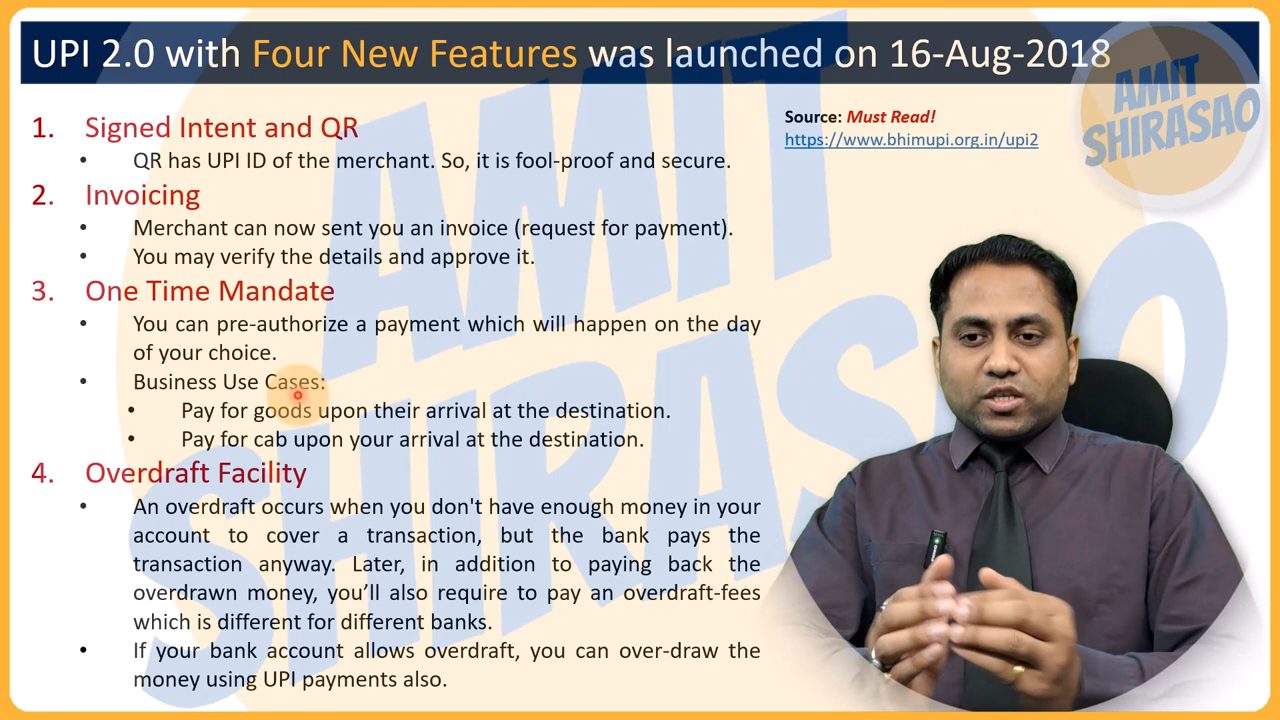 UPI 2.0 with Four New Features was launched on 16-Aug-2018
AMIT
SHIRASAO
Source: Must Read!
https://www.bhimupi.org.in/upi2
1. Signed Intent and QR
• QR has UPI ID of the merchant. So, it is fool-proof and secure.
2. Invoicing
• Merchant can now sent you an invoice (request for payment).
• You may verify the details and approve it.
3. One Time Mandate
• You can pre-authorize a payment which will happen on the day
of your choice.
• Business Use Cases:
• Pay for goods upon their arrival at the destination.
• Pay for cab upon your arrival at the destination.
4. Overdraft Facility
• An overdraft occurs when you don't have enough money in your
account to cover a transaction, but the bank pays the
transaction anyway. Later, in addition to paying back the
overdrawn money, you’ll also require to pay an overdraft-fees
which is different for different banks.
• If your bank account allows overdraft, you can over-draw the
money using UPI payments also.
AMIT
SHIRASAO